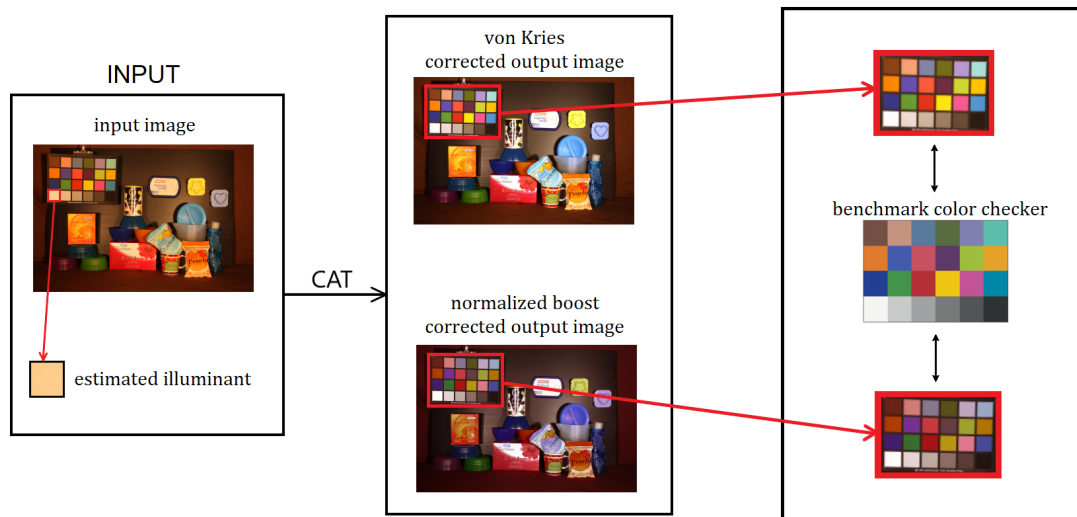 INPUT
input image
estimated illuminant
CAT
von Kries
corrected output image
normalized boost
corrected output image
benchmark color checker